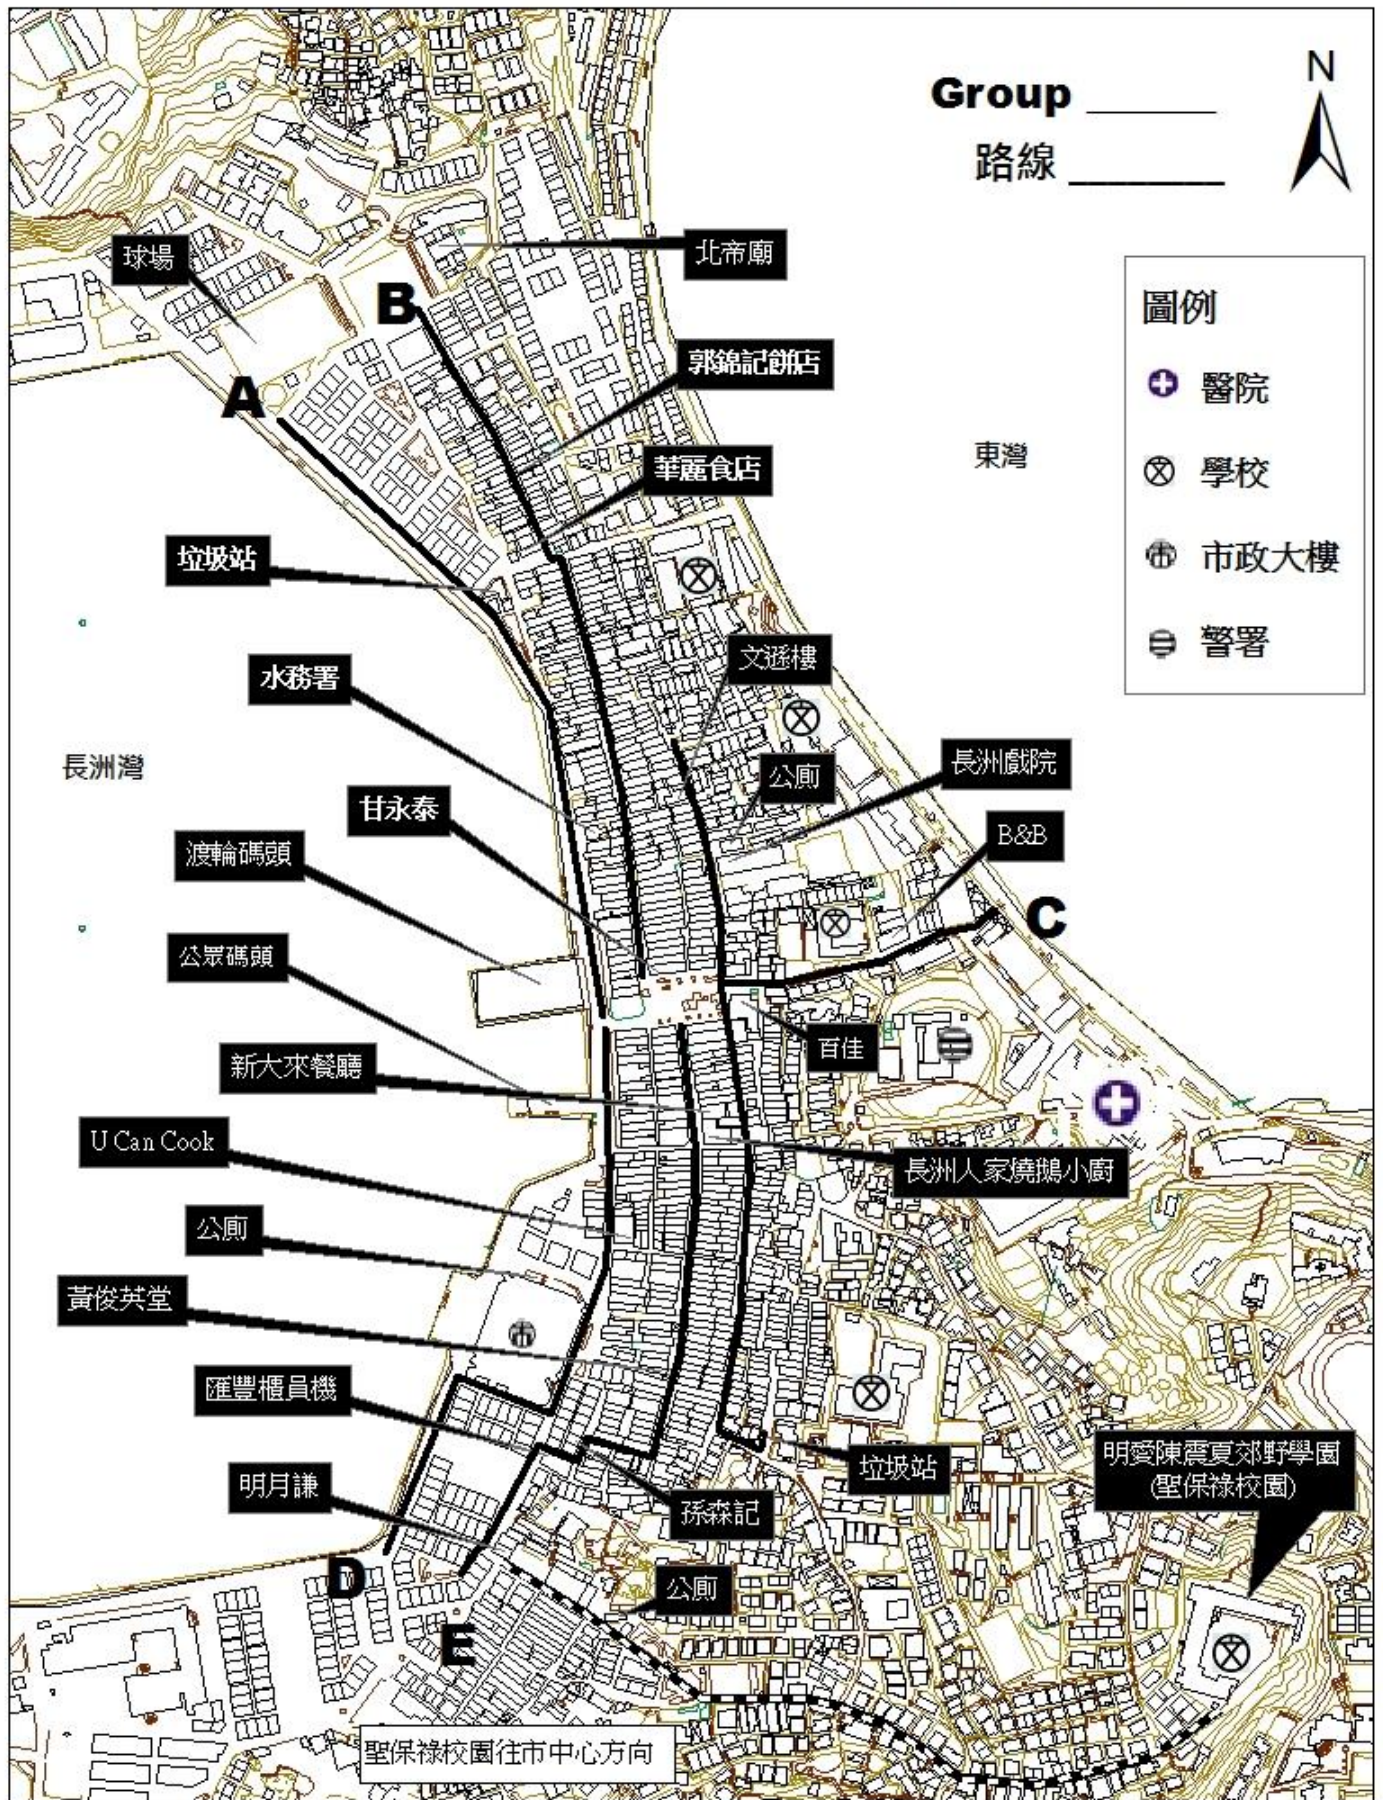 N
Group ________
路線 __________
球場
北帝廟
圖例
B
郭錦記餅店
醫院
A
華麗食店
東灣
學校
垃圾站
市政大樓
水務署
文遜樓
警署
長洲灣
公廁
長洲戲院
甘永泰
B&B
渡輪碼頭
C
公眾碼頭
百佳
新大來餐廳
U Can Cook
長洲人家燒鵝小廚
公廁
黃俊英堂
匯豐櫃員機
明月謙
垃圾站
明愛陳震夏郊野學園
(聖保祿校園)
孫森記
D
公廁
E
聖保祿校園往市中心方向